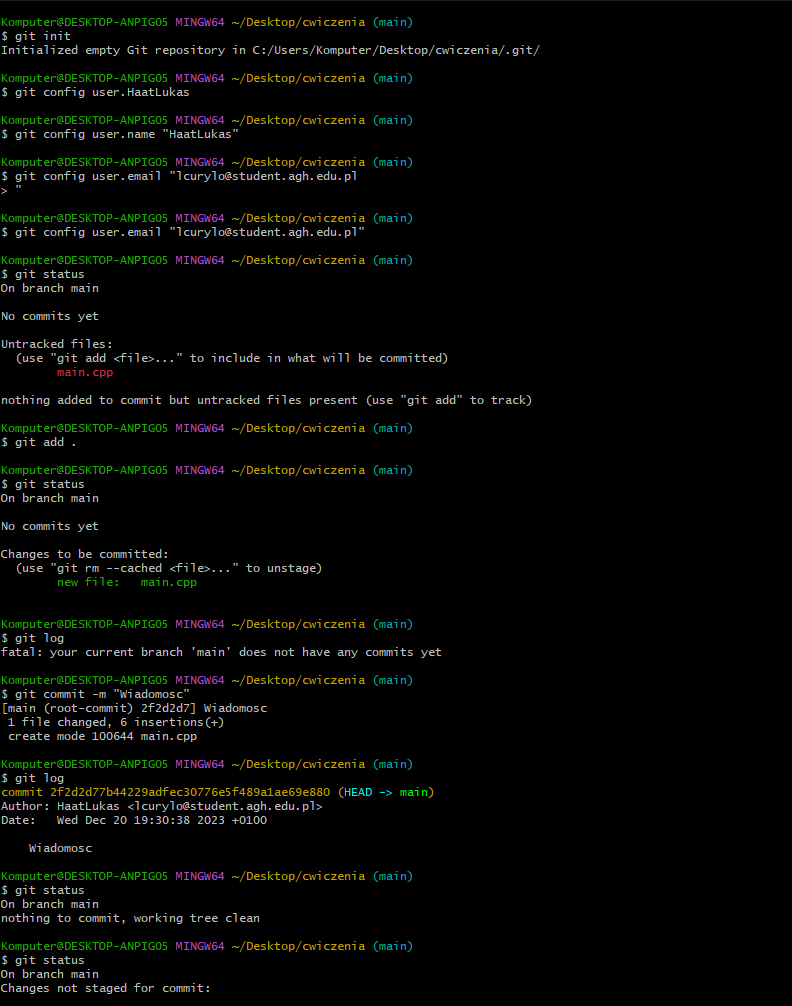 Komputer@DESKTOP-ANPIGO5 MINGW64 ~/Desktop/cwiczenia (main)
$ git init
Initialized empty Git repository in C:/Users/Komputer/Desktop/cwiczenia/.git/
Komputer@DESKTOP-ANPIGO5 MINGW64 ~/Desktop/cwiczenia (main)
$ git config user.HaatLukas
Komputer@DESKTOP-ANPIGO5 MINGW64 ~/Desktop/cwiczenia (main)
$ git config user.name "HaatLukas"
Komputer@DESKTOP-ANPIGO5 MINGW64 ~/Desktop/cwiczenia (main)
$ git config user.email "lcurylo@student.agh.edu.pl
> "
Komputer@DESKTOP-ANPIGO5 MINGW64 ~/Desktop/cwiczenia (main)
$ git config user.email "lcurylo@student.agh.edu.pl"
Komputer@DESKTOP-ANPIGO5 MINGW64 ~/Desktop/cwiczenia (main)
$ git status
On branch main
No commits yet
Untracked files:
  (use "git add <file>..." to include in what will be committed)
        main.cpp
nothing added to commit but untracked files present (use "git add" to track)
Komputer@DESKTOP-ANPIGO5 MINGW64 ~/Desktop/cwiczenia (main)
$ git add .
Komputer@DESKTOP-ANPIGO5 MINGW64 ~/Desktop/cwiczenia (main)
$ git status
On branch main
No commits yet
Changes to be committed:
  (use "git rm --cached <file>..." to unstage)
        new file:   main.cpp
Komputer@DESKTOP-ANPIGO5 MINGW64 ~/Desktop/cwiczenia (main)
$ git log
fatal: your current branch 'main' does not have any commits yet
Komputer@DESKTOP-ANPIGO5 MINGW64 ~/Desktop/cwiczenia (main)
$ git commit -m "Wiadomosc"
[main (root-commit) 2f2d2d7] Wiadomosc
 1 file changed, 6 insertions(+)
 create mode 100644 main.cpp
Komputer@DESKTOP-ANPIGO5 MINGW64 ~/Desktop/cwiczenia (main)
$ git log
commit 2f2d2d77b44229adfec30776e5f489a1ae69e880 (HEAD -> main)
Author: HaatLukas <lcurylo@student.agh.edu.pl>
Date:   Wed Dec 20 19:30:38 2023 +0100
    Wiadomosc
Komputer@DESKTOP-ANPIGO5 MINGW64 ~/Desktop/cwiczenia (main)
$ git status
On branch main
nothing to commit, working tree clean
Komputer@DESKTOP-ANPIGO5 MINGW64 ~/Desktop/cwiczenia (main)
$ git status
On branch main
Changes not staged for commit: